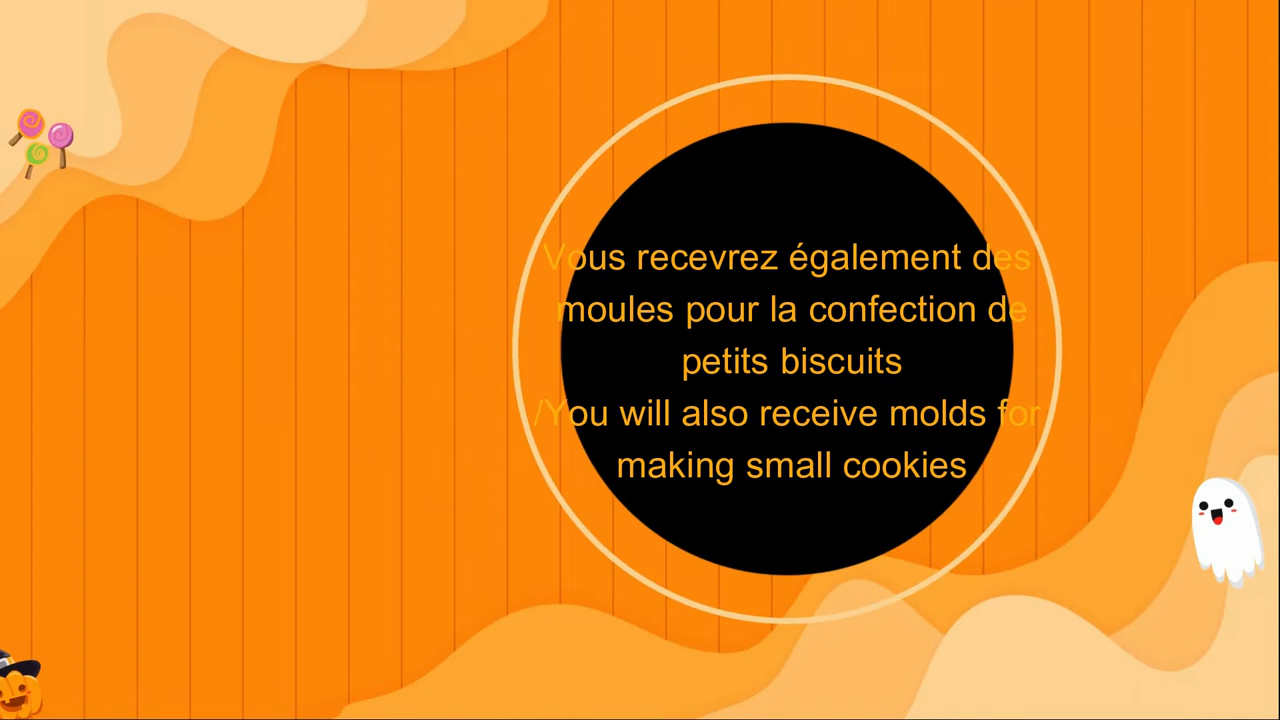 Vous recevrez également des
moules pour la confection de
petits biscuits
/You will also receive molds for
making small cookies